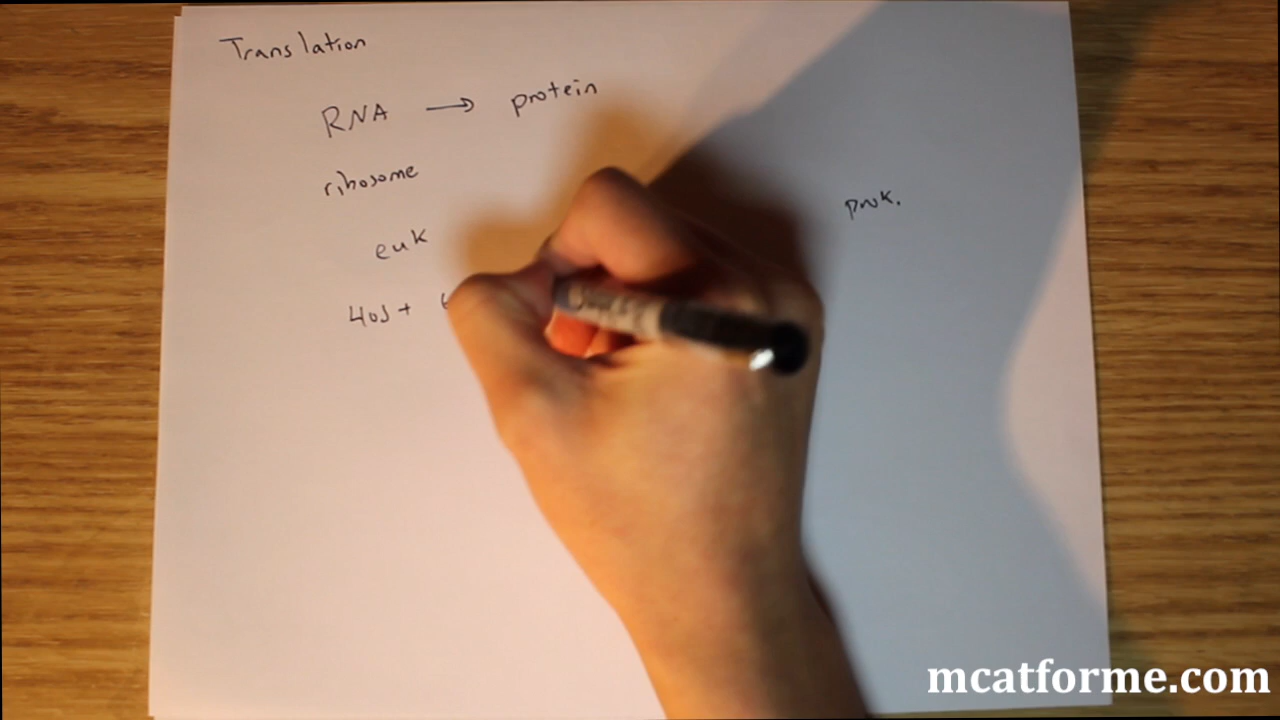 Translation
RNA → protein
ribosome
prok.
euk
40s +
mcatforme.com